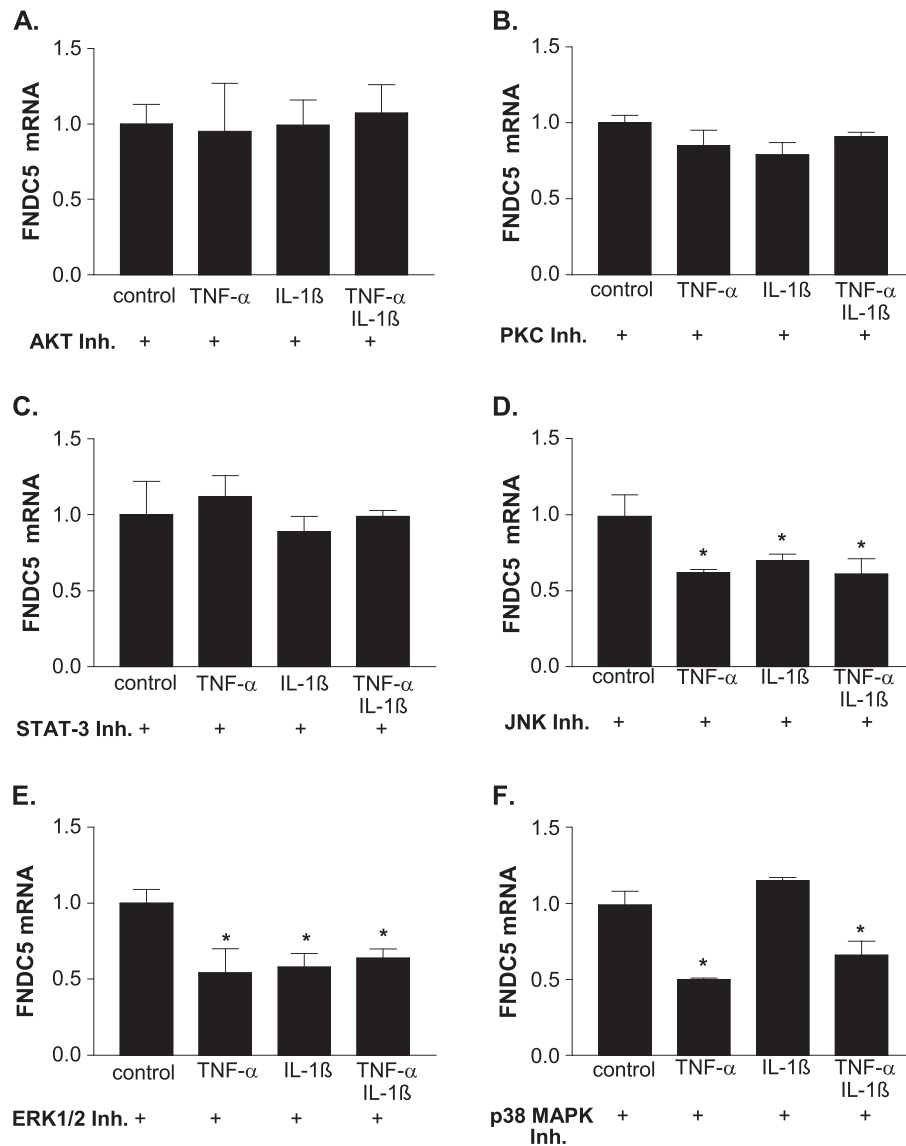 A.
FNDC5 mRNA
1.5
1.0
0.5
0.0
control TNF-α IL-1ß TNF-α
IL-1ß
AKT Inh. + + + +
B.
FNDC5 mRNA
1.5
1.0
0.5
0.0
control TNF-α IL-1ß TNF-α
IL-1ß
PKC Inh. + + + +
C.
FNDC5 mRNA
1.5
1.0
0.5
0.0
control TNF-α IL-1ß TNF-α
IL-1ß
STAT-3 Inh. + + + +
D.
FNDC5 mRNA
1.5
1.0
0.5
0.0
* * *
control TNF-α IL-1ß TNF-α
IL-1ß
JNK Inh. + + + +
E.
FNDC5 mRNA
1.5
1.0
0.5
0.0
* * *
control TNF-α IL-1ß TNF-α
IL-1ß
ERK1/2 Inh. + + + +
F.
FNDC5 mRNA
1.5
1.0
0.5
0.0
* *
control TNF-α IL-1ß TNF-α
IL-1ß
p38 MAPK + + + +
Inh.